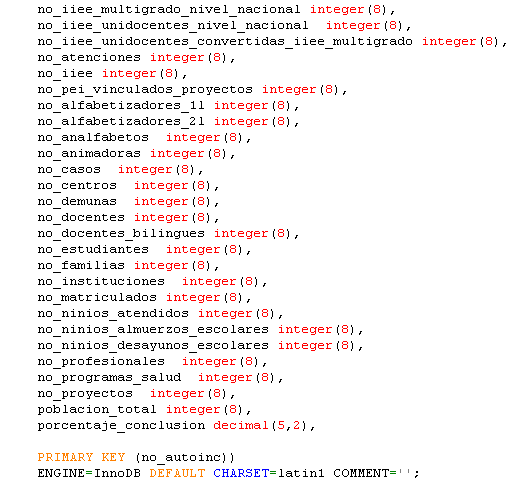 no_iiee_multigrado_nivel_nacional integer(8),
no_iiee_unidocentes_nivel_nacional  integer(8),
no_iiee_unidocentes_convertidas_iiee_multigrado integer(8),
no_atenciones integer(8),
no_iiee integer(8),
no_pei_vinculados_proyectos integer(8),
no_alfabetizadores_1l integer(8),
no_alfabetizadores_2l integer(8),
no_analfabetos  integer(8),
no_animadoras integer(8),
no_casos  integer(8),
no_centros  integer(8),
no_demunas  integer(8),
no_docentes integer(8),
no_docentes_bilingues integer(8),
no_estudiantes  integer(8),
no_familias integer(8),
no_instituciones  integer(8),
no_matriculados integer(8),
no_ninios_atendidos integer(8),
no_ninios_almuerzos_escolares integer(8),
no_ninios_desayunos_escolares integer(8),
no_profesionales  integer(8),
no_programas_salud  integer(8),
no_proyectos  integer(8),
poblacion_total integer(8),
porcentaje_conclusion decimal(5,2),
PRIMARY KEY (no_autoinc))
ENGINE=InnoDB DEFAULT CHARSET=latin1 COMMENT='';